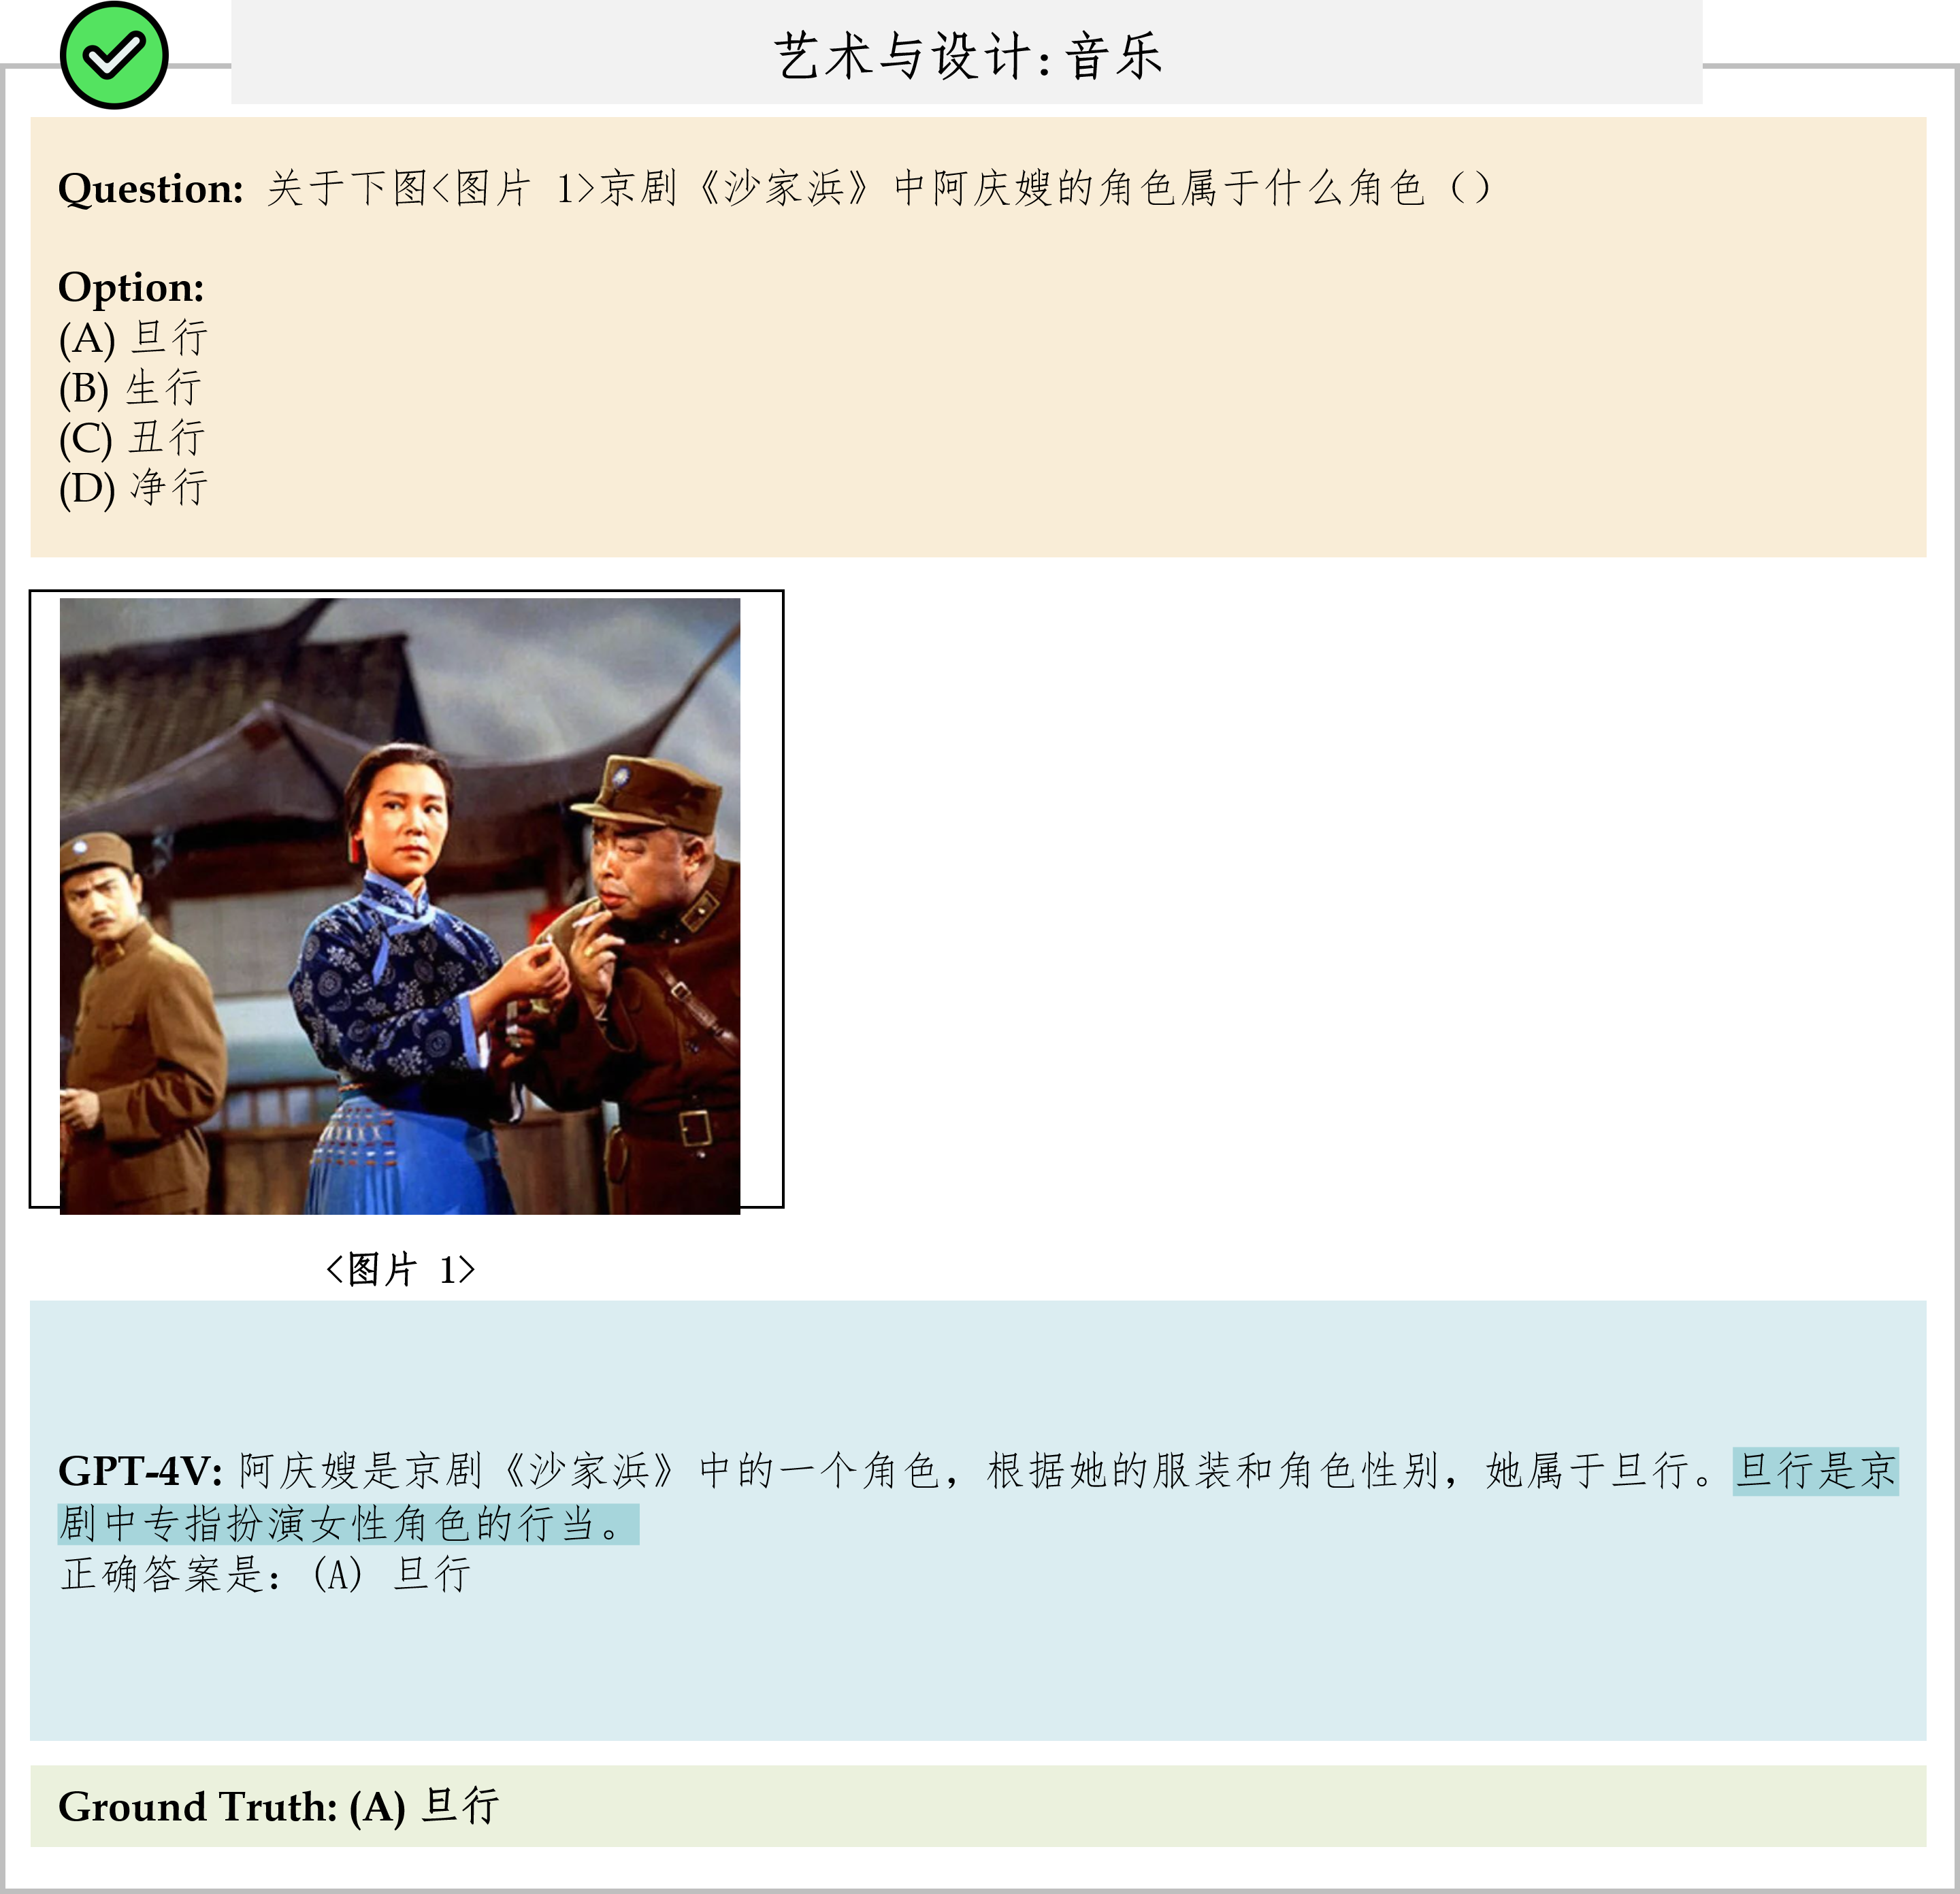 艺术与设计:音乐
Question: 关于下图<图片 1>京剧《沙家浜》中阿庆嫂的角色属于什么角色（）
Option:
(A) 旦行
(B) 生行
(C) 丑行
(D) 净行
<图片 1>
GPT-4V: 阿庆嫂是京剧《沙家浜》中的一个角色，根据她的服装和角色性别，她属于旦行。旦行是京
剧中专指扮演女性角色的行当。
正确答案是：(A) 旦行
Ground Truth: (A) 旦行